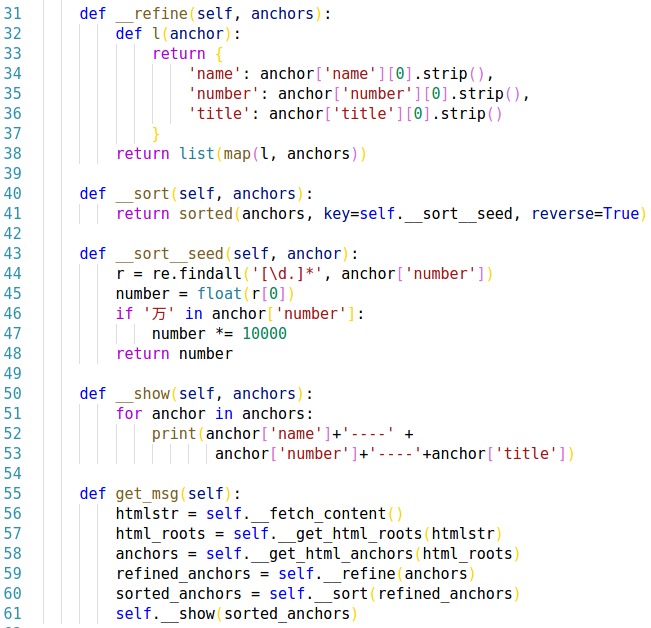 31 def __refine(self, anchors):
32 def l(anchor):
33 return {
34 'name': anchor['name'][0].strip(),
35 'number': anchor['number'][0].strip(),
36 'title': anchor['title'][0].strip()
37 }
38 return list(map(l, anchors))
39
40 def __sort(self, anchors):
41 return sorted(anchors, key=self.__sort__seed, reverse=True)
42
43 def __sort__seed(self, anchor):
44 r = re.findall('[\d.]*', anchor['number'])
45 number = float(r[0])
46 if '万' in anchor['number']:
47 number *= 10000
48 return number
49
50 def __show(self, anchors):
51 for anchor in anchors:
52 print(anchor['name']+'----' +
53 anchor['number']+'----'+anchor['title'])
54
55 def get_msg(self):
56 htmlstr = self.__fetch_content()
57 html_roots = self.__get_html_roots(htmlstr)
58 anchors = self.__get_html_anchors(html_roots)
59 refined_anchors = self.__refine(anchors)
60 sorted_anchors = self.__sort(refined_anchors)
61 self.__show(sorted_anchors)